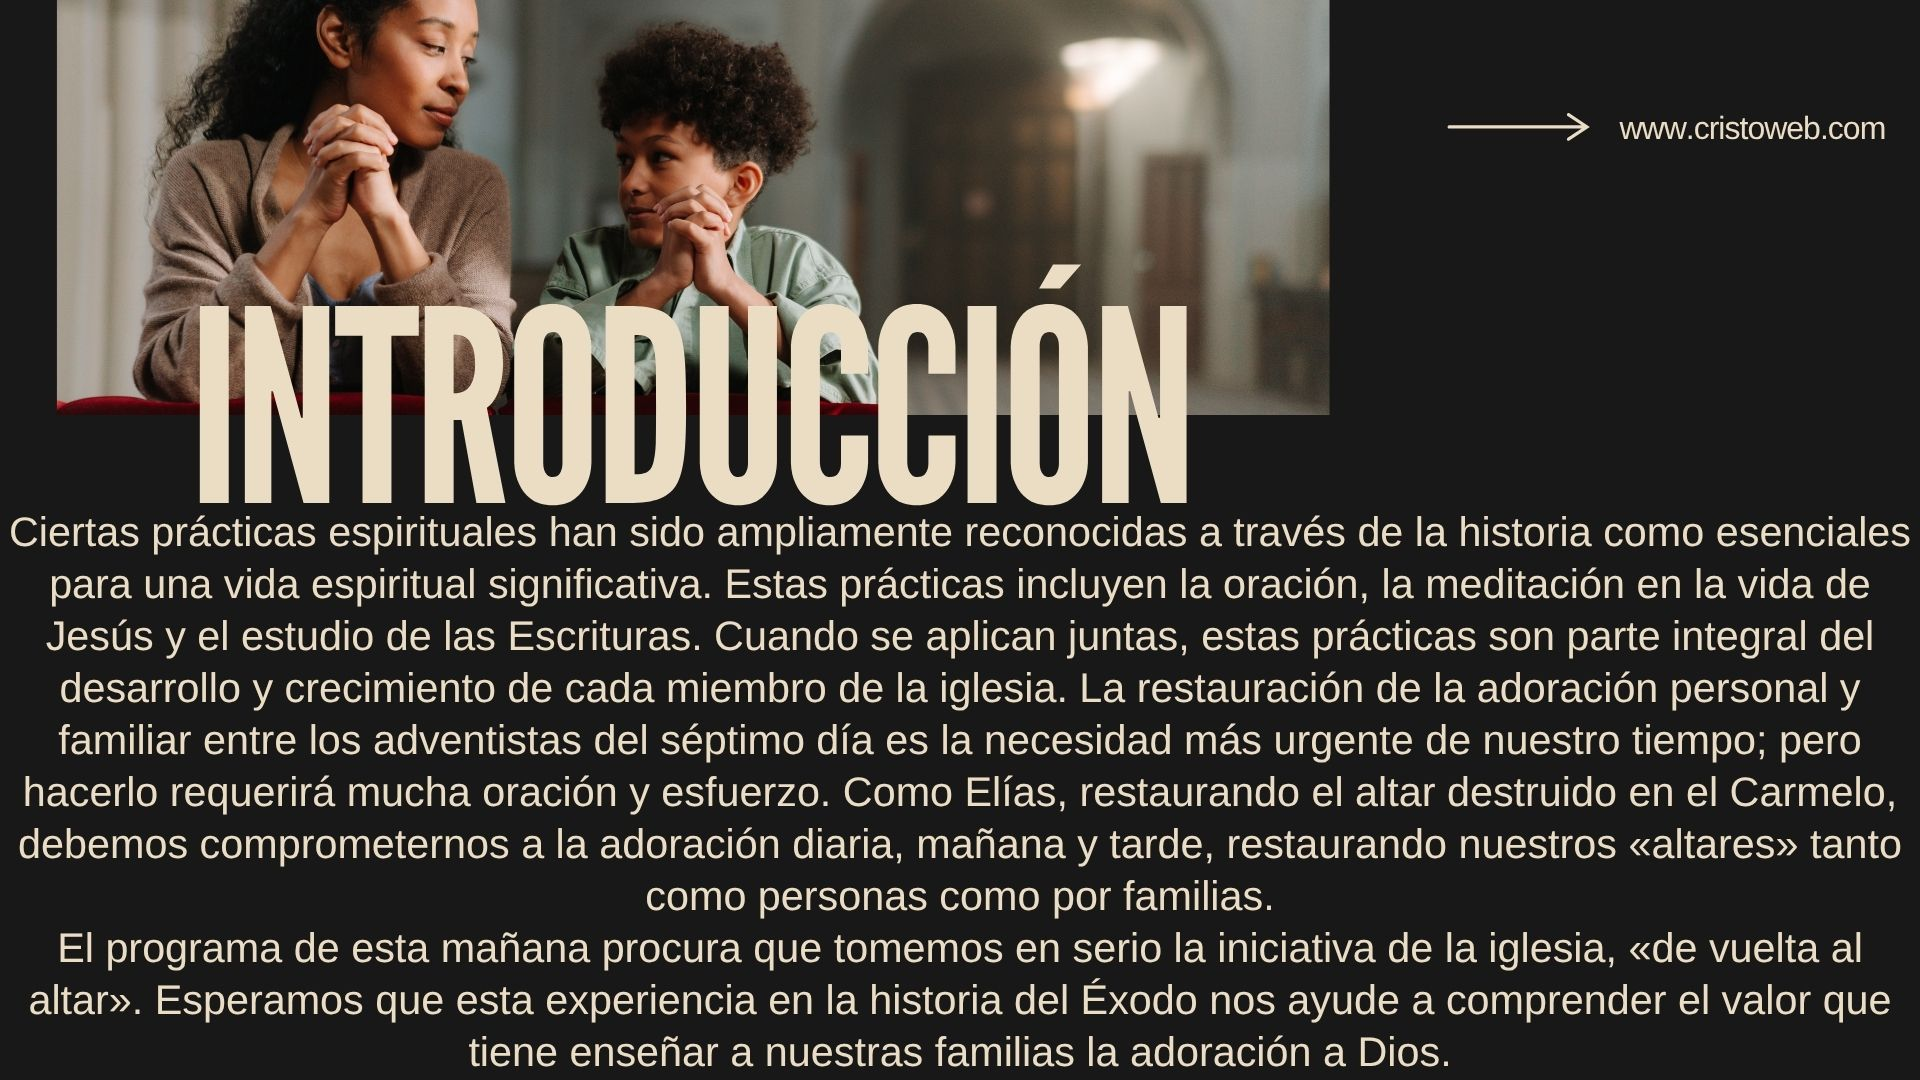 www.cristoweb.com
INTRODUCCIÓN
Ciertas prácticas espirituales han sido ampliamente reconocidas a través de la historia como esenciales
para una vida espiritual significativa. Estas prácticas incluyen la oración, la meditación en la vida de
Jesús y el estudio de las Escrituras. Cuando se aplican juntas, estas prácticas son parte integral del
desarrollo y crecimiento de cada miembro de la iglesia. La restauración de la adoración personal y
familiar entre los adventistas del séptimo día es la necesidad más urgente de nuestro tiempo; pero
hacerlo requerirá mucha oración y esfuerzo. Como Elías, restaurando el altar destruido en el Carmelo,
debemos comprometernos a la adoración diaria, mañana y tarde, restaurando nuestros «altares» tanto
como personas como por familias.
El programa de esta mañana procura que tomemos en serio la iniciativa de la iglesia, «de vuelta al
altar». Esperamos que esta experiencia en la historia del Éxodo nos ayude a comprender el valor que
tiene enseñar a nuestras familias la adoración a Dios.